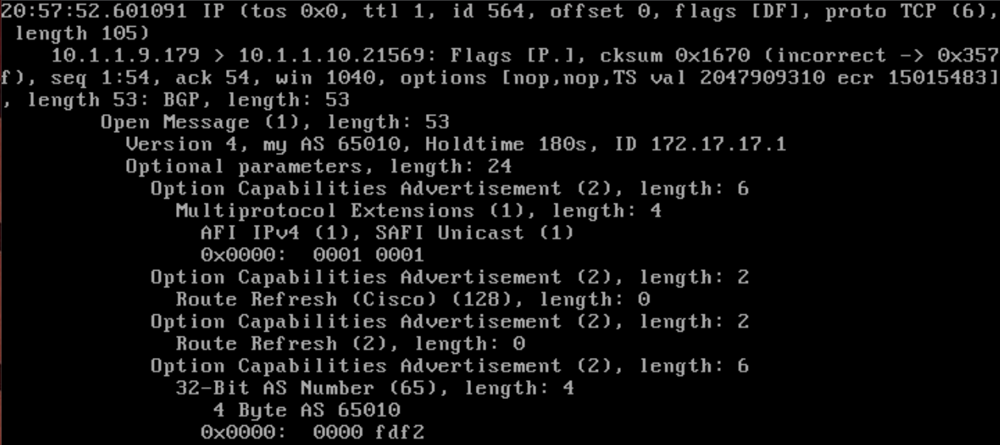 20:57:52.601091 IP (tos 0x0, ttl 1, id 564, offset 0, flags [DF], proto TCP (6),
 length 105)
    10.1.1.9.179 > 10.1.1.10.21569: Flags [P.], cksum 0x1670 (incorrect -> 0x357
f), seq 1:54, ack 54, win 1040, options [nop,nop,TS val 2047909310 ecr 15015483]
, length 53: BGP, length: 53
        Open Message (1), length: 53
          Version 4, my AS 65010, Holdtime 180s, ID 172.17.17.1
          Optional parameters, length: 24
            Option Capabilities Advertisement (2), length: 6
              Multiprotocol Extensions (1), length: 4
                AFI IPv4 (1), SAFI Unicast (1)
                0x0000:  0001 0001
            Option Capabilities Advertisement (2), length: 2
              Route Refresh (Cisco) (128), length: 0
            Option Capabilities Advertisement (2), length: 2
              Route Refresh (2), length: 0
            Option Capabilities Advertisement (2), length: 6
              32-Bit AS Number (65), length: 4
                 4 Byte AS 65010
                0x0000:  0000 fdf2